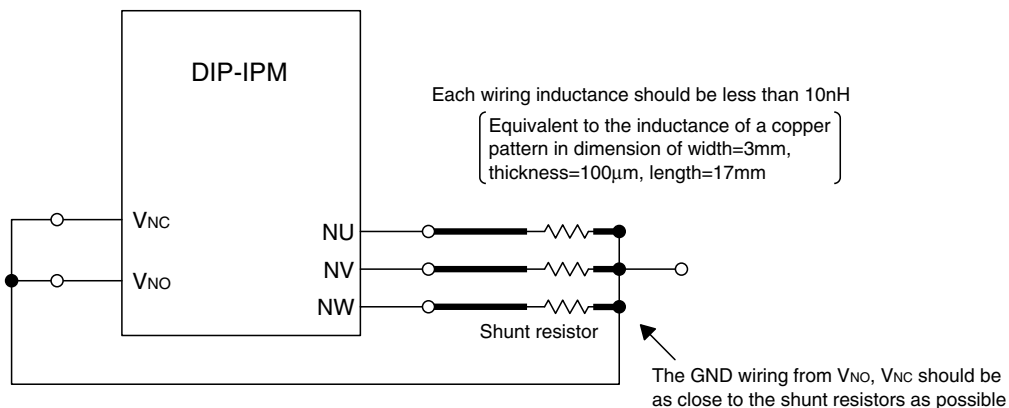 DIP-IPM
Each wiring inductance should be less than 10nH
Equivalent to the inductance of a copper
pattern in dimension of width=3mm,
thickness=100μm, length=17mm
VNC
NU
VNO
NV
NW
Shunt resistor
The GND wiring from VNO, VNC should be
as close to the shunt resistors as possible